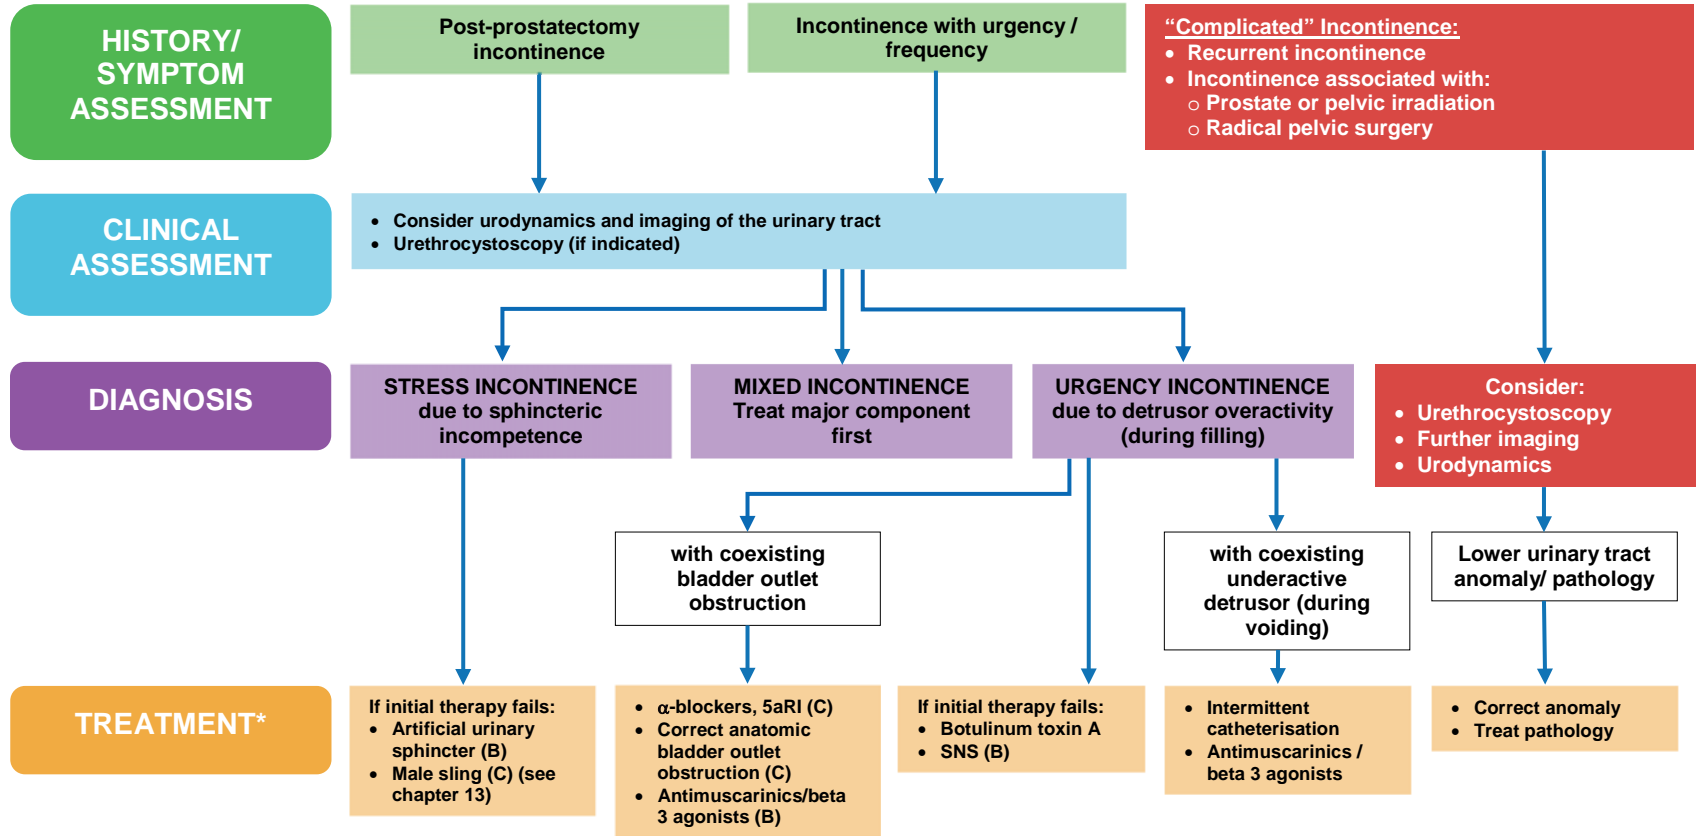 HISTORY/
SYMPTOM
ASSESSMENT
Post-prostatectomy
incontinence
Incontinence with urgency /
frequency
“Complicated” Incontinence:
• Recurrent incontinence
• Incontinence associated with:
o Prostate or pelvic irradiation
o Radical pelvic surgery
CLINICAL
ASSESSMENT
• Consider urodynamics and imaging of the urinary tract
• Urethrocystoscopy (if indicated)
DIAGNOSIS
STRESS INCONTINENCE
due to sphincteric
incompetence
MIXED INCONTINENCE
Treat major component
first
URGENCY INCONTINENCE
due to detrusor overactivity
(during filling)
Consider:
• Urethrocystoscopy
• Further imaging
• Urodynamics
with coexisting
bladder outlet
obstruction
with coexisting
underactive
detrusor (during
voiding)
Lower urinary tract
anomaly/ pathology
TREATMENT*
If initial therapy fails:
• Artificial urinary
sphincter (B)
• Male sling (C) (see
chapter 13)
• α-blockers, 5aRI (C)
• Correct anatomic
bladder outlet
obstruction (C)
• Antimuscarinics/beta
3 agonists (B)
If initial therapy fails:
• Botulinum toxin A
• SNS (B)
• Intermittent
catheterisation
• Antimuscarinics /
beta 3 agonists
• Correct anomaly
• Treat pathology